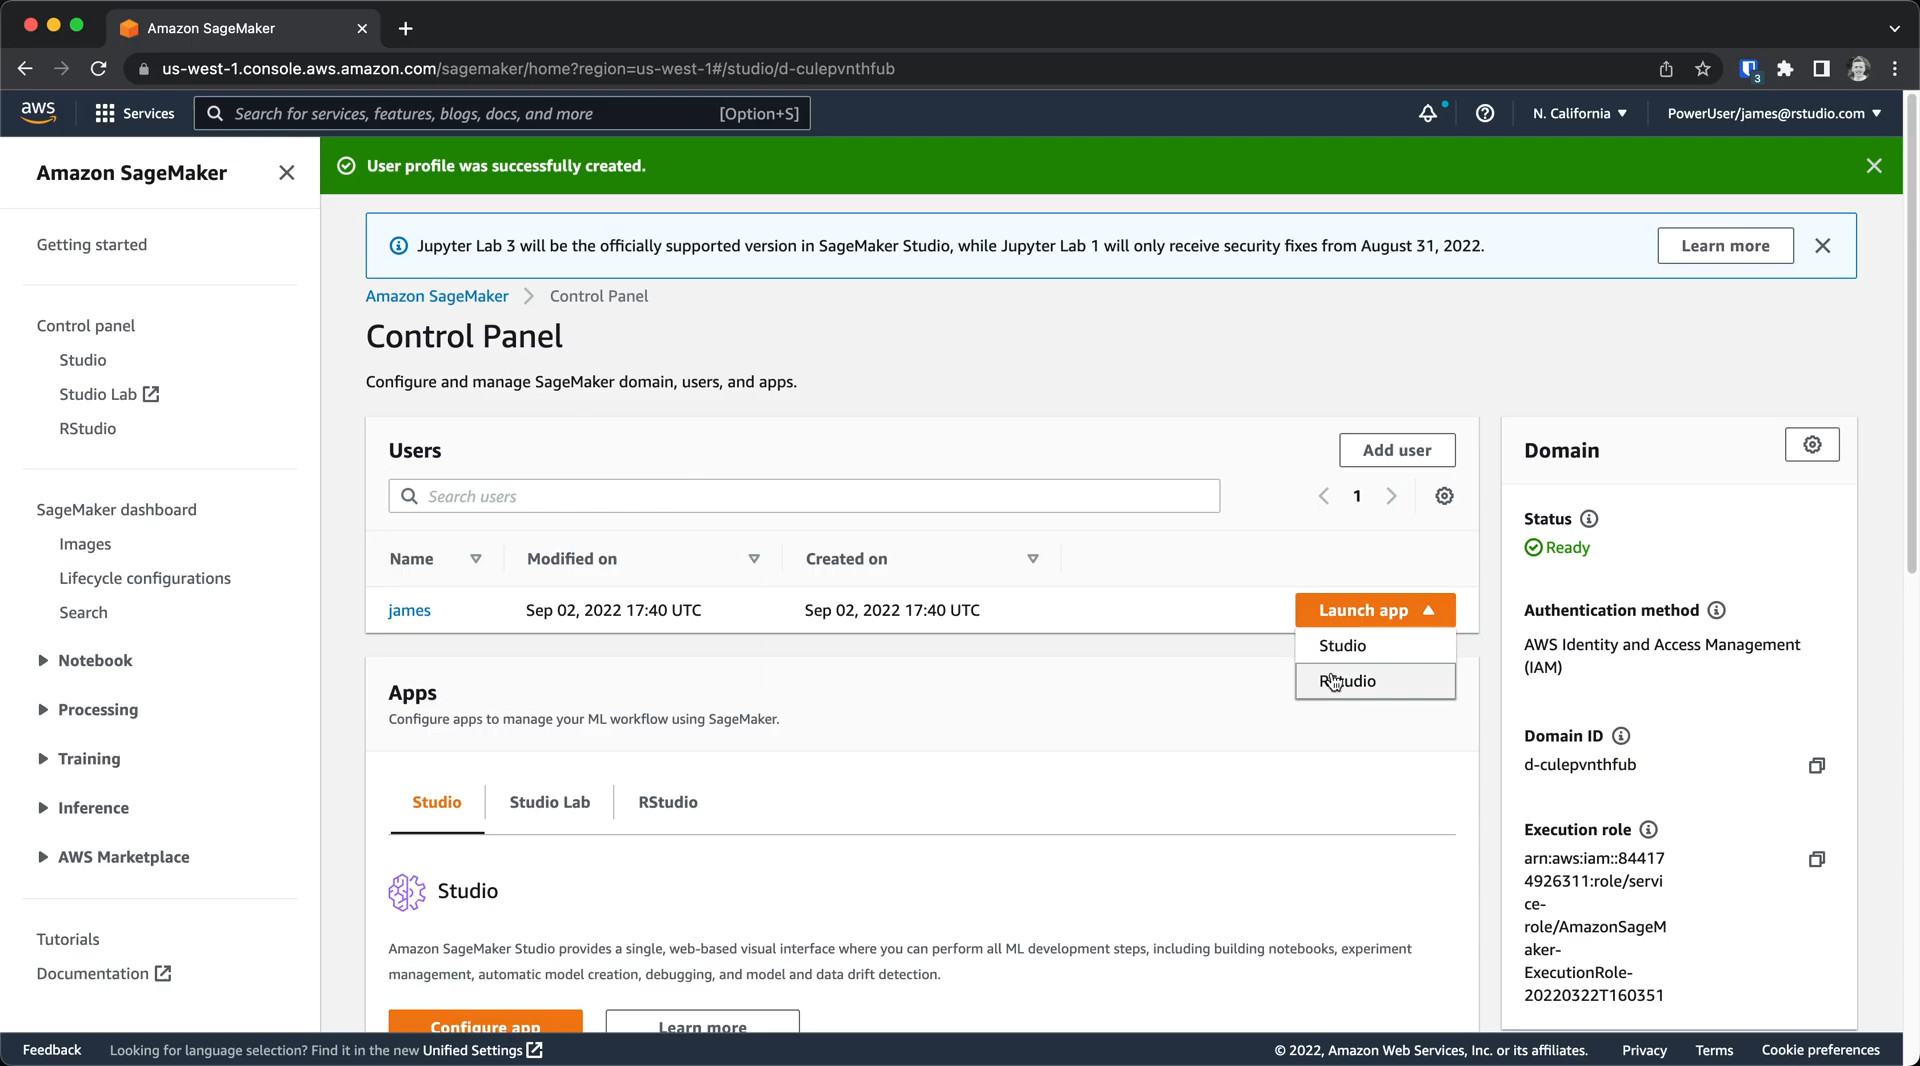 Amazon SageMaker
us-west-1.console.aws.amazon.com/sagemaker/home?region=us-west-1#/studio/d-culepvnthfub
3
aws
Services
Search for services, features, blogs, docs, and more
[Option+S]
N. California
PowerUser/james@rstudio.com
Amazon SageMaker
Getting started
Control panel
Studio
Studio Lab
RStudio
SageMaker dashboard
Images
Lifecycle configurations
Search
Notebook
Processing
Training
Inference
AWS Marketplace
Tutorials
Documentation
User profile was successfully created.
Jupyter Lab 3 will be the officially supported version in SageMaker Studio, while Jupyter Lab 1 will only receive security fixes from August 31, 2022.
Learn more
Amazon SageMaker
Control Panel
Control Panel
Configure and manage SageMaker domain, users, and apps.
Users
Add user
Search users
1
Name
Modified on
Created on
james
Sep 02, 2022 17:40 UTC
Sep 02, 2022 17:40 UTC
Launch app
Studio
RStudio
Apps
Configure apps to manage your ML workflow using SageMaker.
Studio
Studio Lab
RStudio
Studio
Amazon SageMaker Studio provides a single, web-based visual interface where you can perform all ML development steps, including building notebooks, experiment
management, automatic model creation, debugging, and model and data drift detection.
Configure app
Learn more
Domain
Status
Ready
Authentication method
AWS Identity and Access Management
(IAM)
Domain ID
d-culepvnthfub
Execution role
arn:aws:iam::84417
4926311:role/servi
ce-
role/AmazonSageM
aker-
ExecutionRole-
20220322T160351
Feedback
Looking for language selection? Find it in the new Unified Settings
© 2022, Amazon Web Services, Inc. or its affiliates.
Privacy
Terms
Cookie preferences